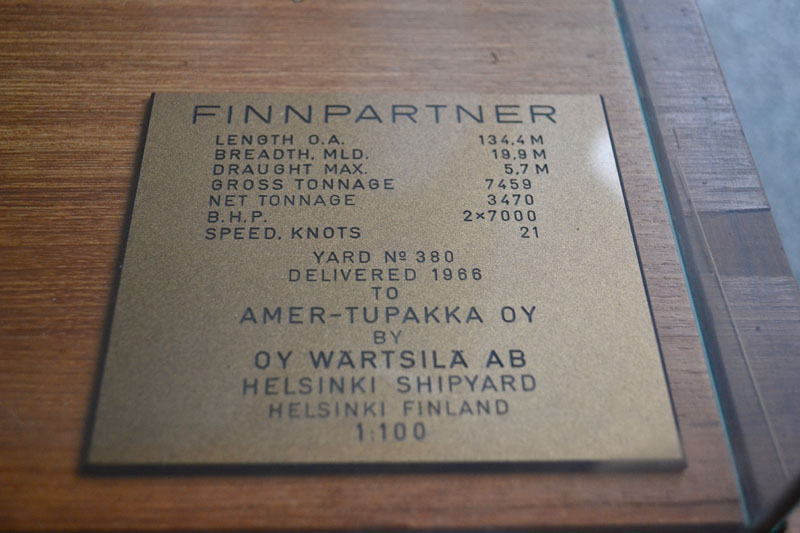 FINNPARTNER
LENGTH O.A. 134,4 M
BREADTH, MLD. 19,9 M
DRAUGHT MAX. 5,7 M
GROSS TONNAGE 7459
NET TONNAGE 3470
B.H.P. 2×7000
SPEED, KNOTS 21
YARD Nº 380
DELIVERED 1966
TO
AMER-TUPAKKA OY
BY
OY WÄRTSILÄ AB
HELSINKI SHIPYARD
HELSINKI FINLAND
1:100